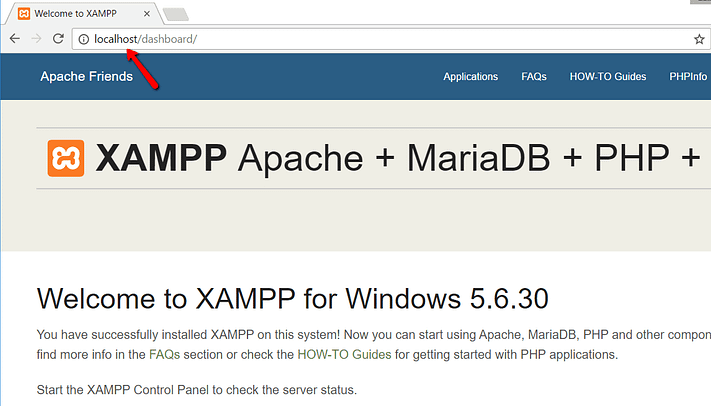 Welcome to XAMPP
localhost/dashboard/
Apache Friends
Applications
FAQs
HOW-TO Guides
PHPInfo
XAMPP Apache + MariaDB + PHP +
Welcome to XAMPP for Windows 5.6.30
You have successfully installed XAMPP on this system! Now you can start using Apache, MariaDB, PHP and other compon
find more info in the FAQs section or check the HOW-TO Guides for getting started with PHP applications.
Start the XAMPP Control Panel to check the server status.